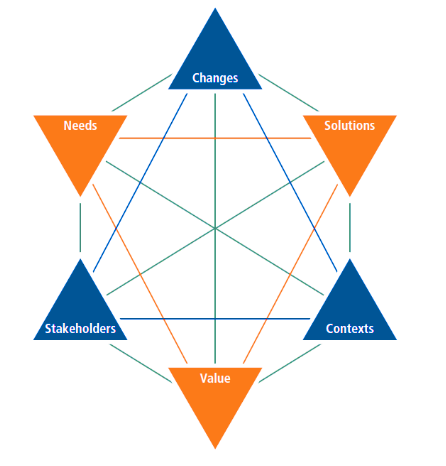 Changes
Needs
Solutions
Stakeholders
Contexts
Value